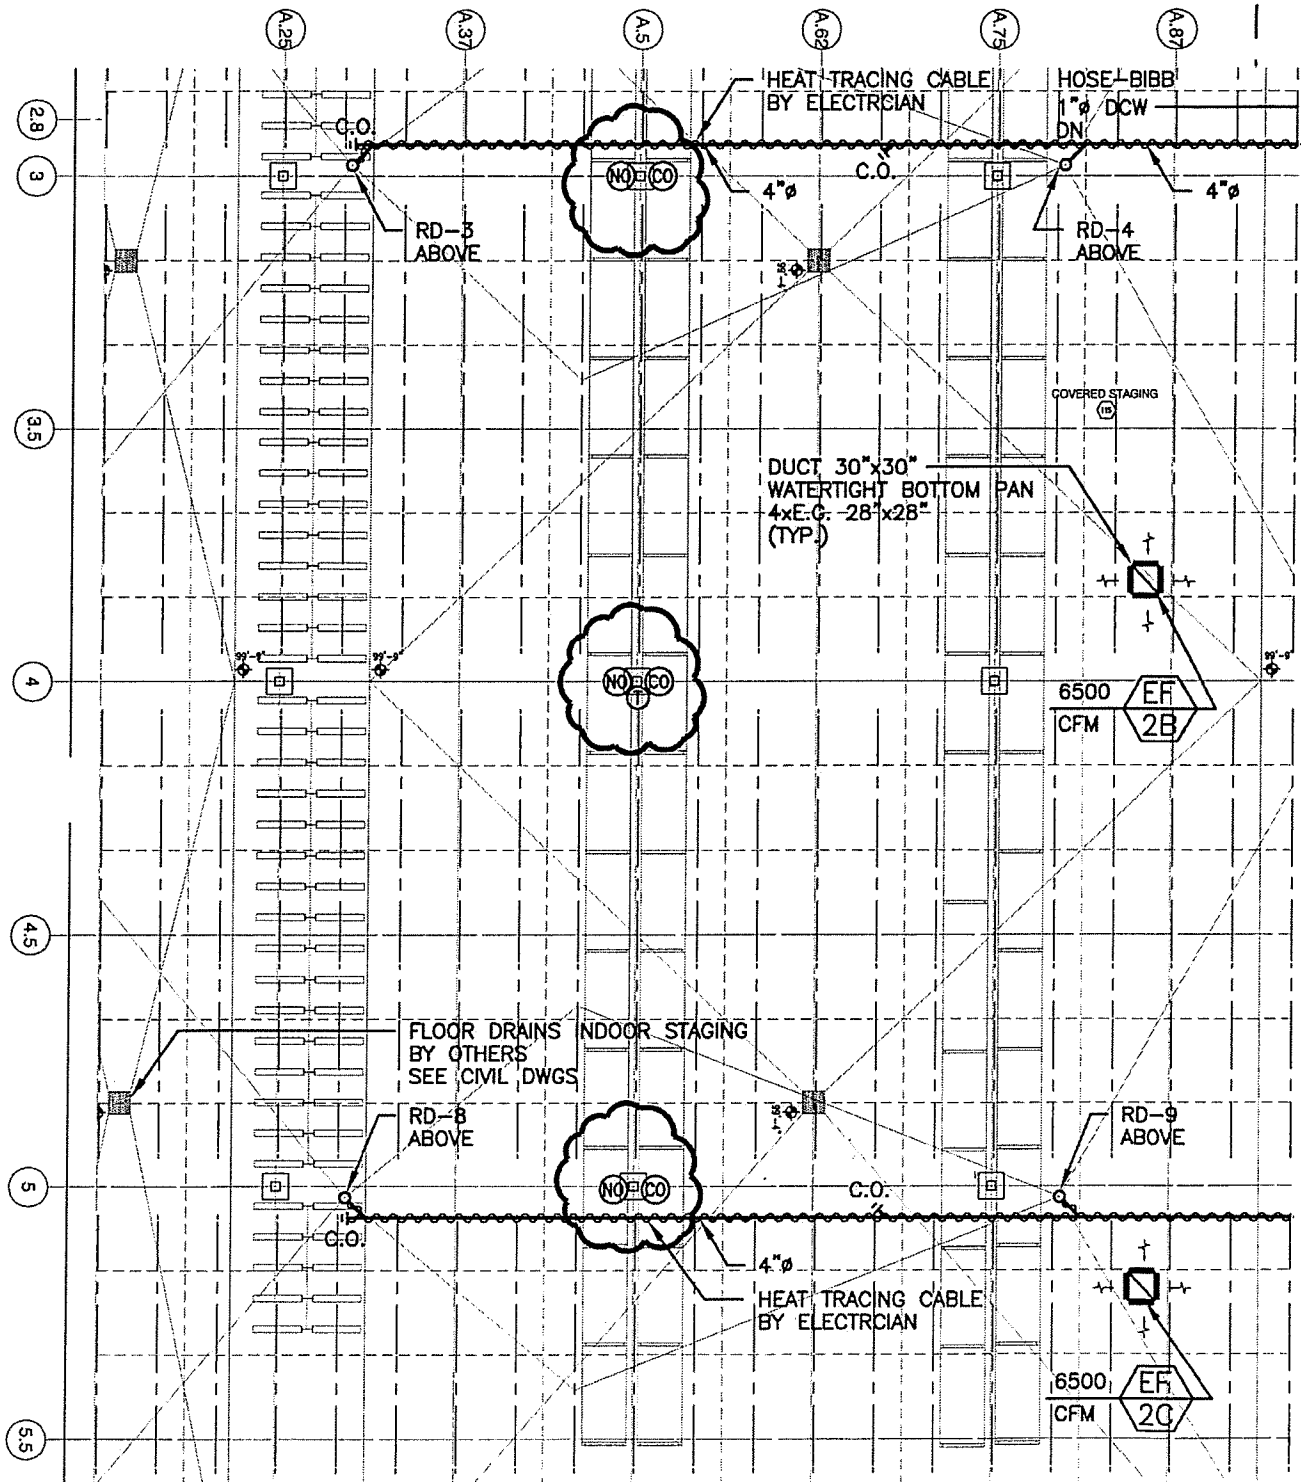 A.25
A.37
A.5
A.62
A.75
A.87
HEAT TRACING CABLE
BY ELECTRCIAN
HOSE-BIBB
1"ø DCW
DN
2.8
C.O.
C.O.
3
NO CO
4"ø
4"ø
RD-3
ABOVE
RD-4
ABOVE
COVERED STAGING
115
3.5
DUCT 30"x30"
WATERTIGHT BOTTOM PAN
4xE.G. 28"x28"
(TYP.)
4
NO CO
T
6500
CFM
EF
2B
4.5
FLOOR DRAINS INDOOR STAGING
BY OTHERS
SEE CIVIL DWGS
RD-8
ABOVE
RD-9
ABOVE
5
NO CO
C.O.
C.O.
4"ø
HEAT TRACING CABLE
BY ELECTRCIAN
6500
CFM
EF
2C
5.5